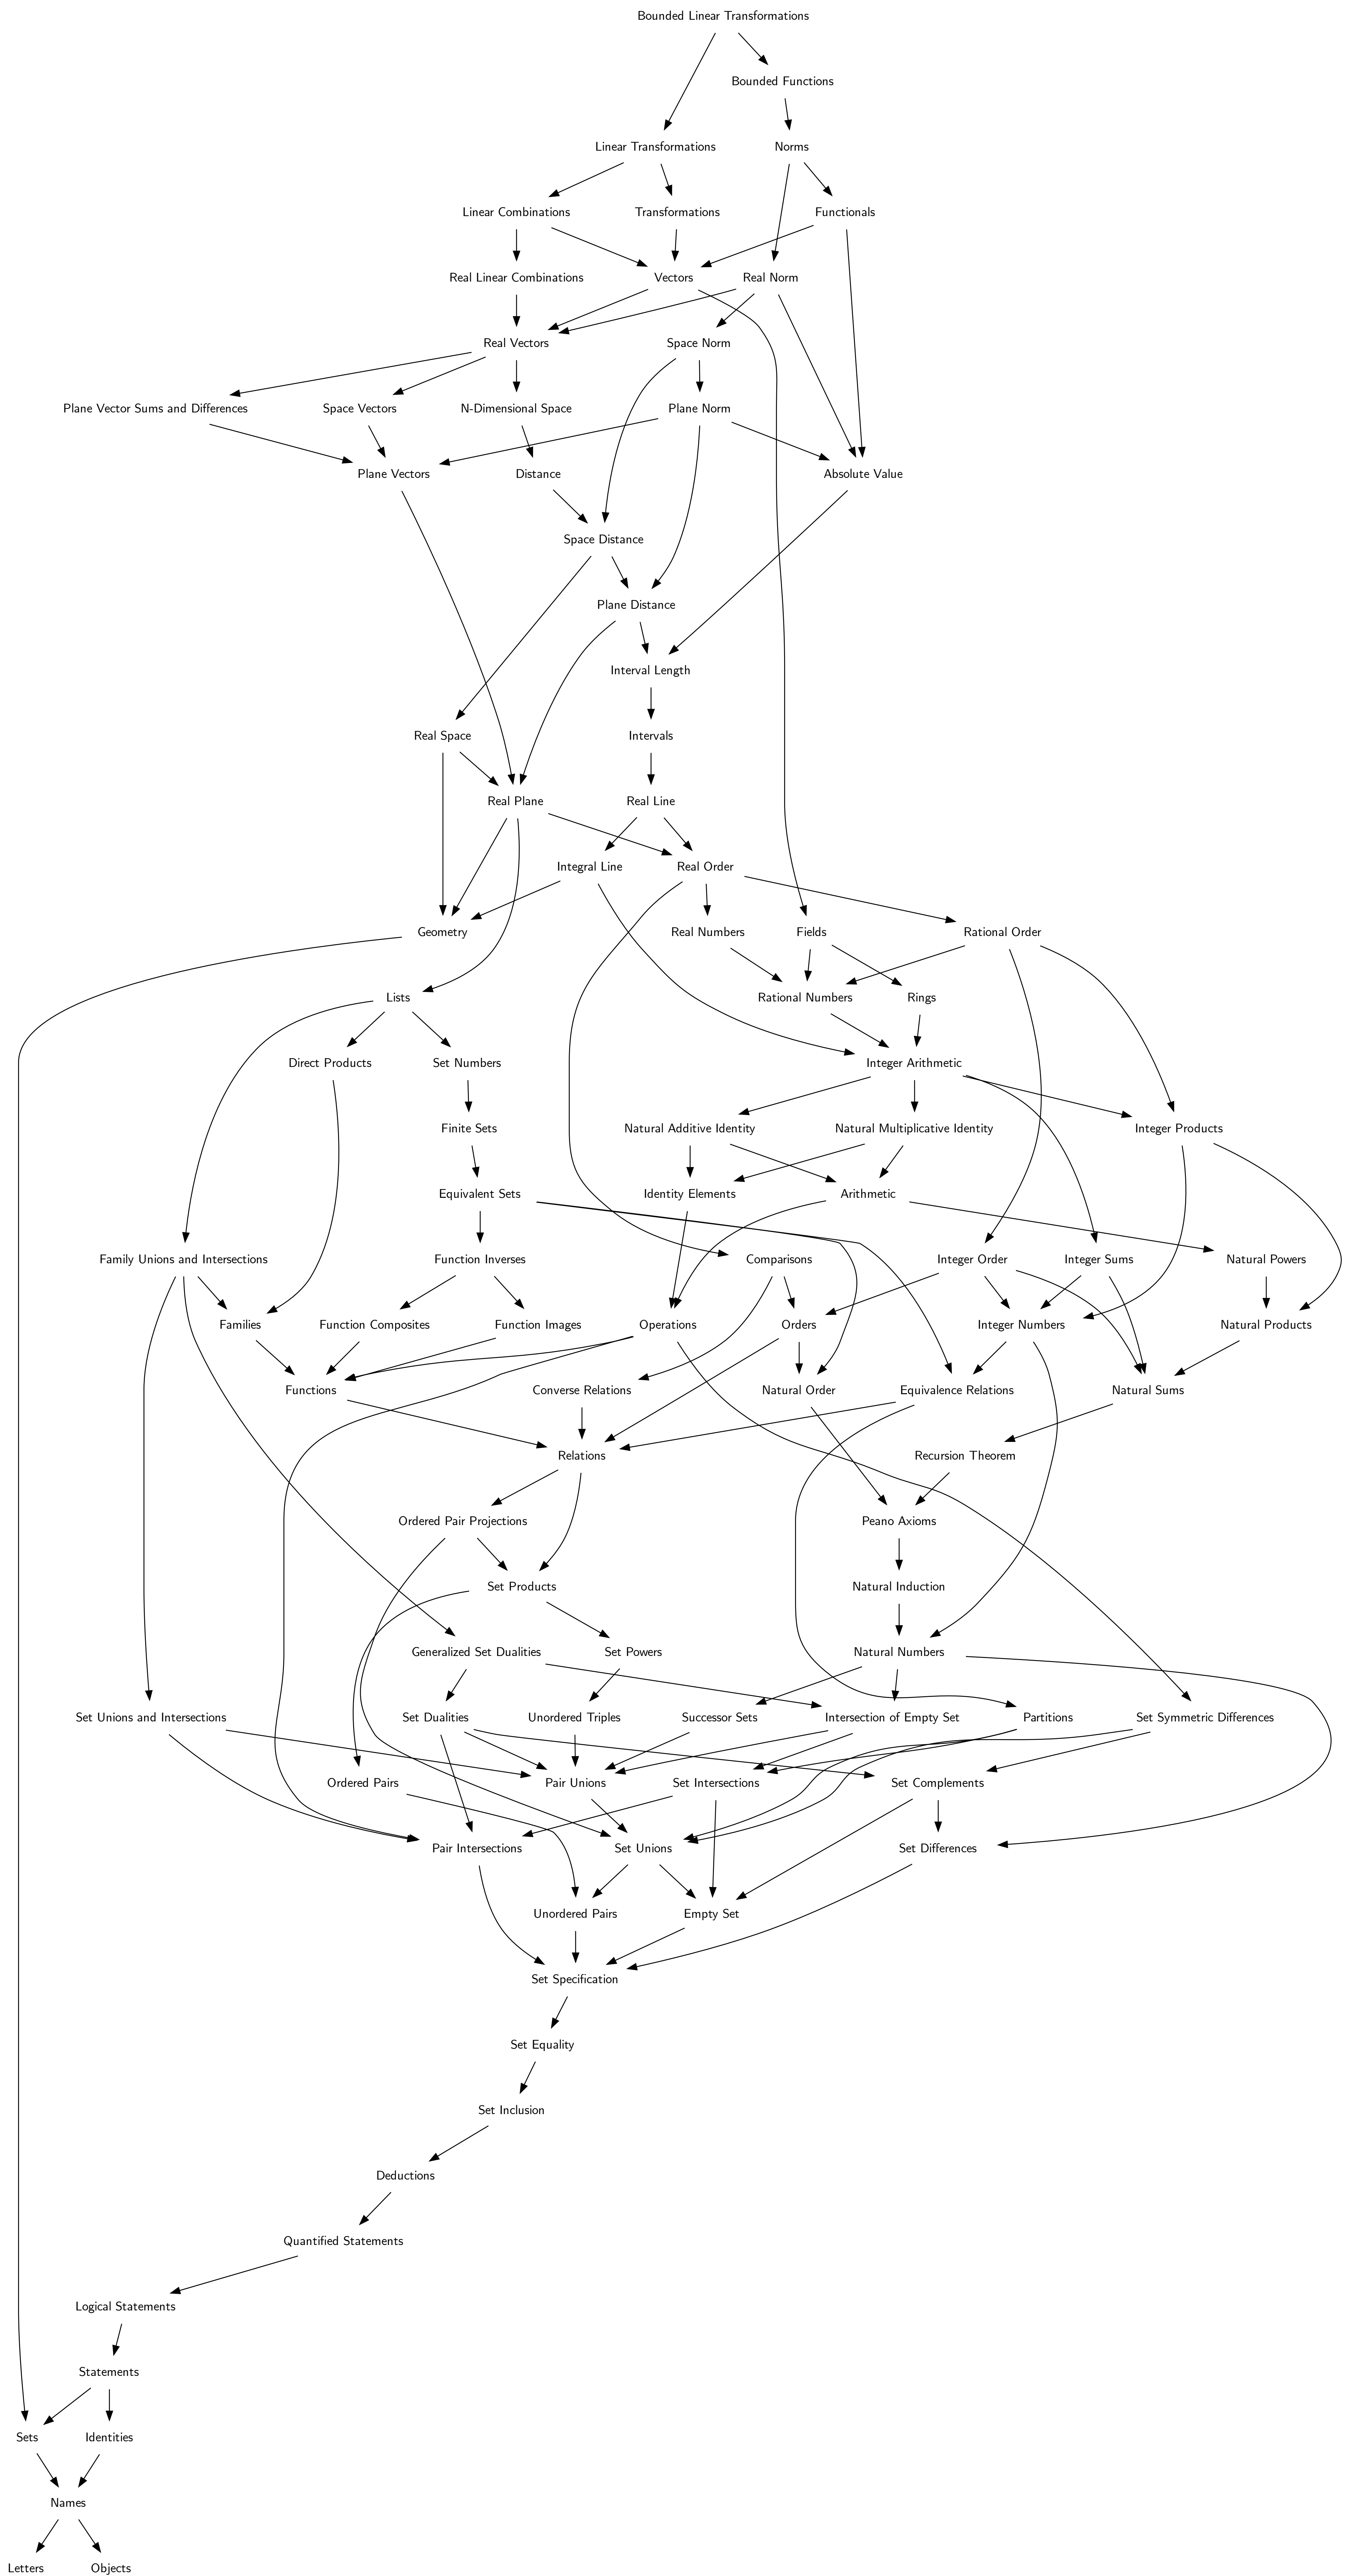 Bounded Linear Transformations
Bounded Functions
Linear Transformations
Norms
Linear Combinations
Transformations
Functionals
Real Linear Combinations
Vectors
Real Norm
Real Vectors
Space Norm
Plane Vector Sums and Differences
Space Vectors
N-Dimensional Space
Plane Norm
Plane Vectors
Distance
Absolute Value
Space Distance
Plane Distance
Interval Length
Real Space
Intervals
Real Plane
Real Line
Integral Line
Real Order
Geometry
Real Numbers
Fields
Rational Order
Lists
Rational Numbers
Rings
Direct Products
Set Numbers
Integer Arithmetic
Finite Sets
Natural Additive Identity
Natural Multiplicative Identity
Integer Products
Equivalent Sets
Identity Elements
Arithmetic
Family Unions and Intersections
Function Inverses
Comparisons
Integer Order
Integer Sums
Natural Powers
Families
Function Composites
Function Images
Operations
Orders
Integer Numbers
Natural Products
Functions
Converse Relations
Natural Order
Equivalence Relations
Natural Sums
Relations
Recursion Theorem
Ordered Pair Projections
Peano Axioms
Set Products
Natural Induction
Generalized Set Dualities
Set Powers
Natural Numbers
Set Unions and Intersections
Set Dualities
Unordered Triples
Successor Sets
Intersection of Empty Set
Partitions
Set Symmetric Differences
Ordered Pairs
Pair Unions
Set Intersections
Set Complements
Pair Intersections
Set Unions
Set Differences
Unordered Pairs
Empty Set
Set Specification
Set Equality
Set Inclusion
Deductions
Quantified Statements
Logical Statements
Statements
Sets
Identities
Names
Letters
Objects